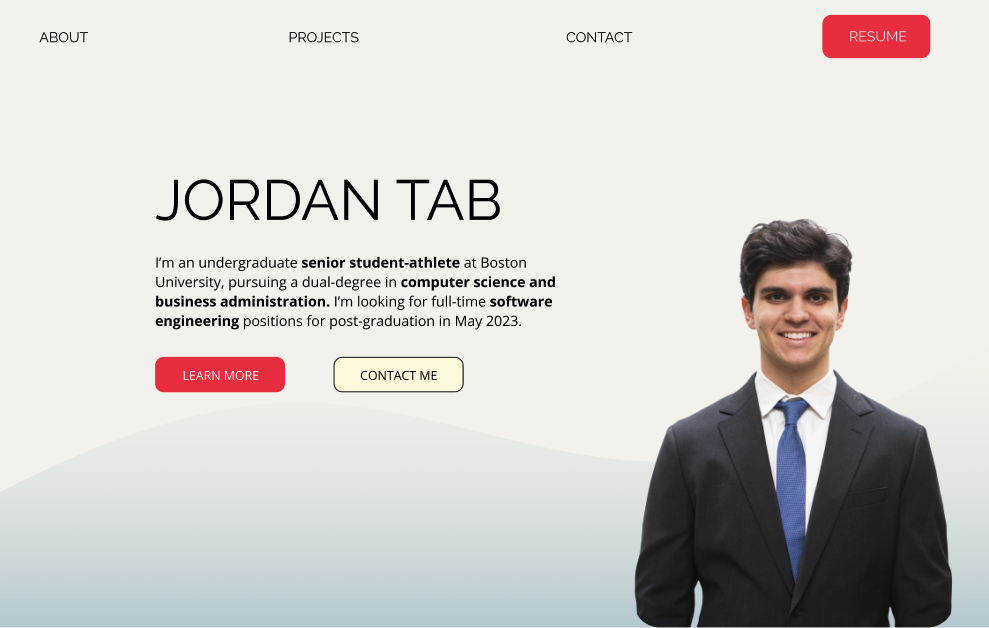 ABOUT
PROJECTS
CONTACT
RESUME
JORDAN TAB
I'm an undergraduate senior student-athlete at Boston
University, pursuing a dual-degree in computer science and
business administration. I'm looking for full-time software
engineering positions for post-graduation in May 2023.
LEARN MORE
CONTACT ME